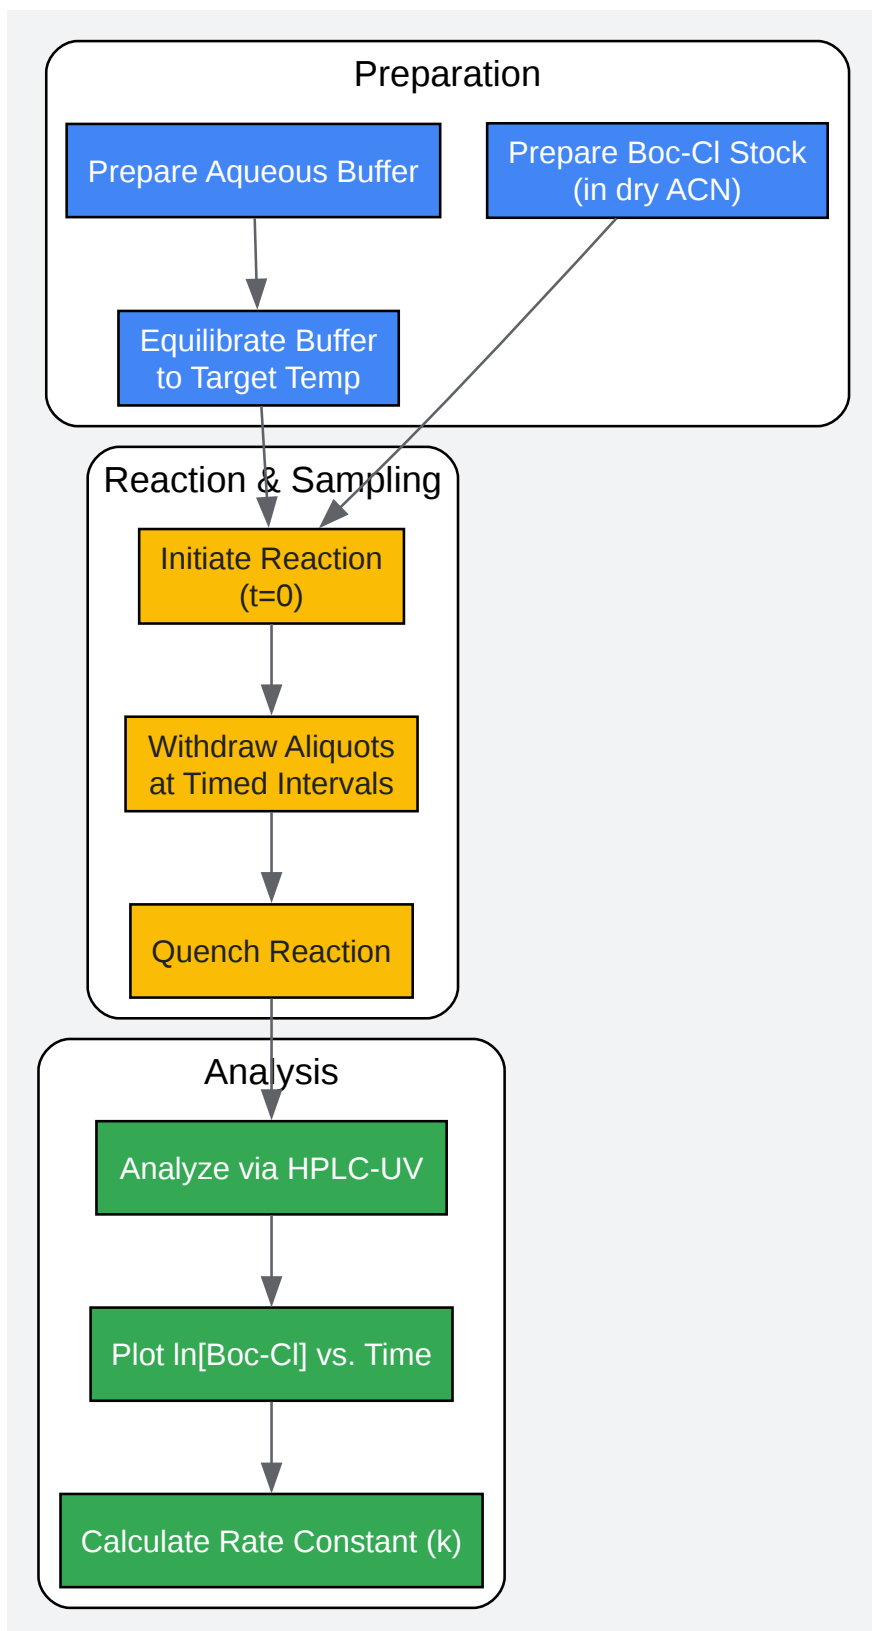 Preparation
Prepare Aqueous Buffer
Prepare Boc-Cl Stock
(in dry ACN)
Equilibrate Buffer
to Target Temp
Reaction & Sampling
Initiate Reaction
(t=0)
Withdraw Aliquots
at Timed Intervals
Quench Reaction
Analysis
Analyze via HPLC-UV
Plot ln[Boc-Cl] vs. Time
Calculate Rate Constant (k)